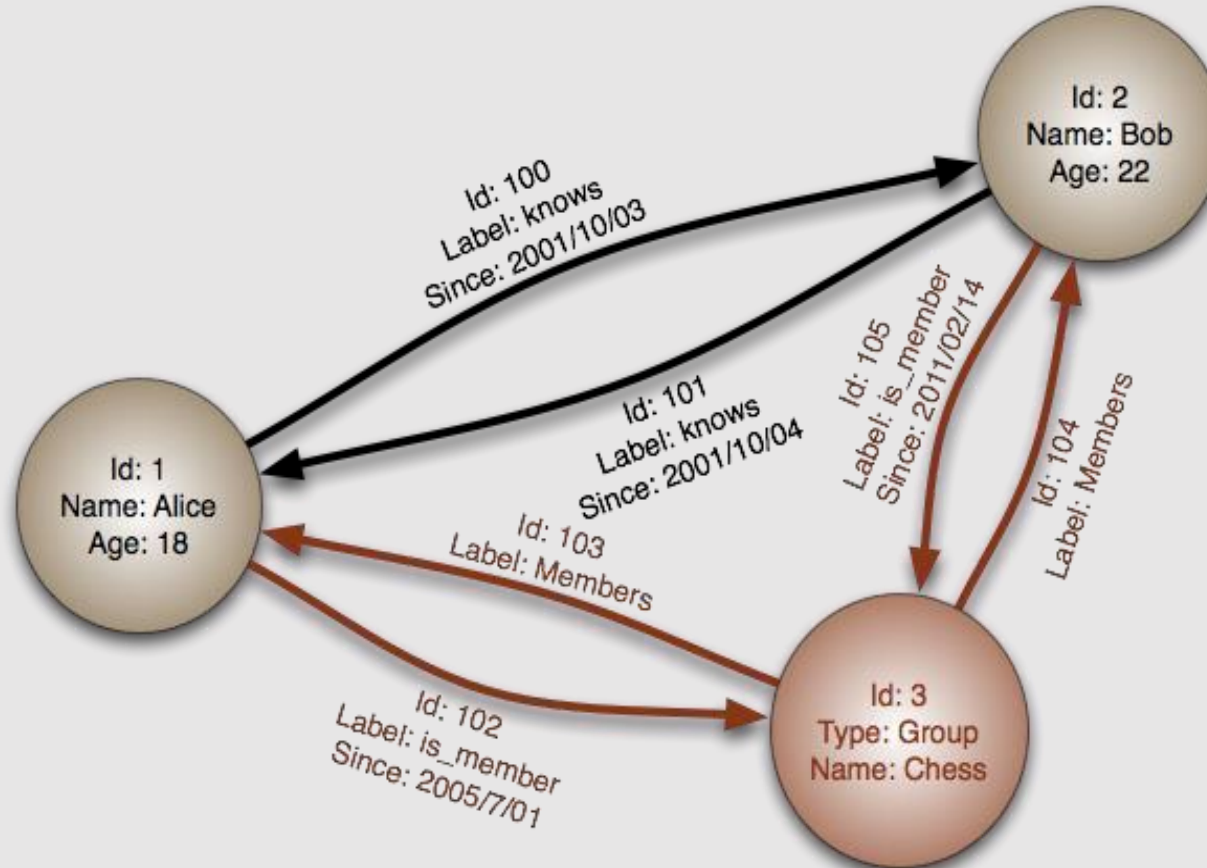 Id: 2
Name: Bob
Age: 22
Id: 100
Label: knows
Since: 2001/10/03
Id: 101
Label: knows
Since: 2001/10/04
Id: 105
Label: is_member
Since: 2011/02/14
Id: 104
Label: Members
Id: 1
Name: Alice
Age: 18
Id: 103
Label: Members
Id: 102
Label: is_member
Since: 2005/7/01
Id: 3
Type: Group
Name: Chess